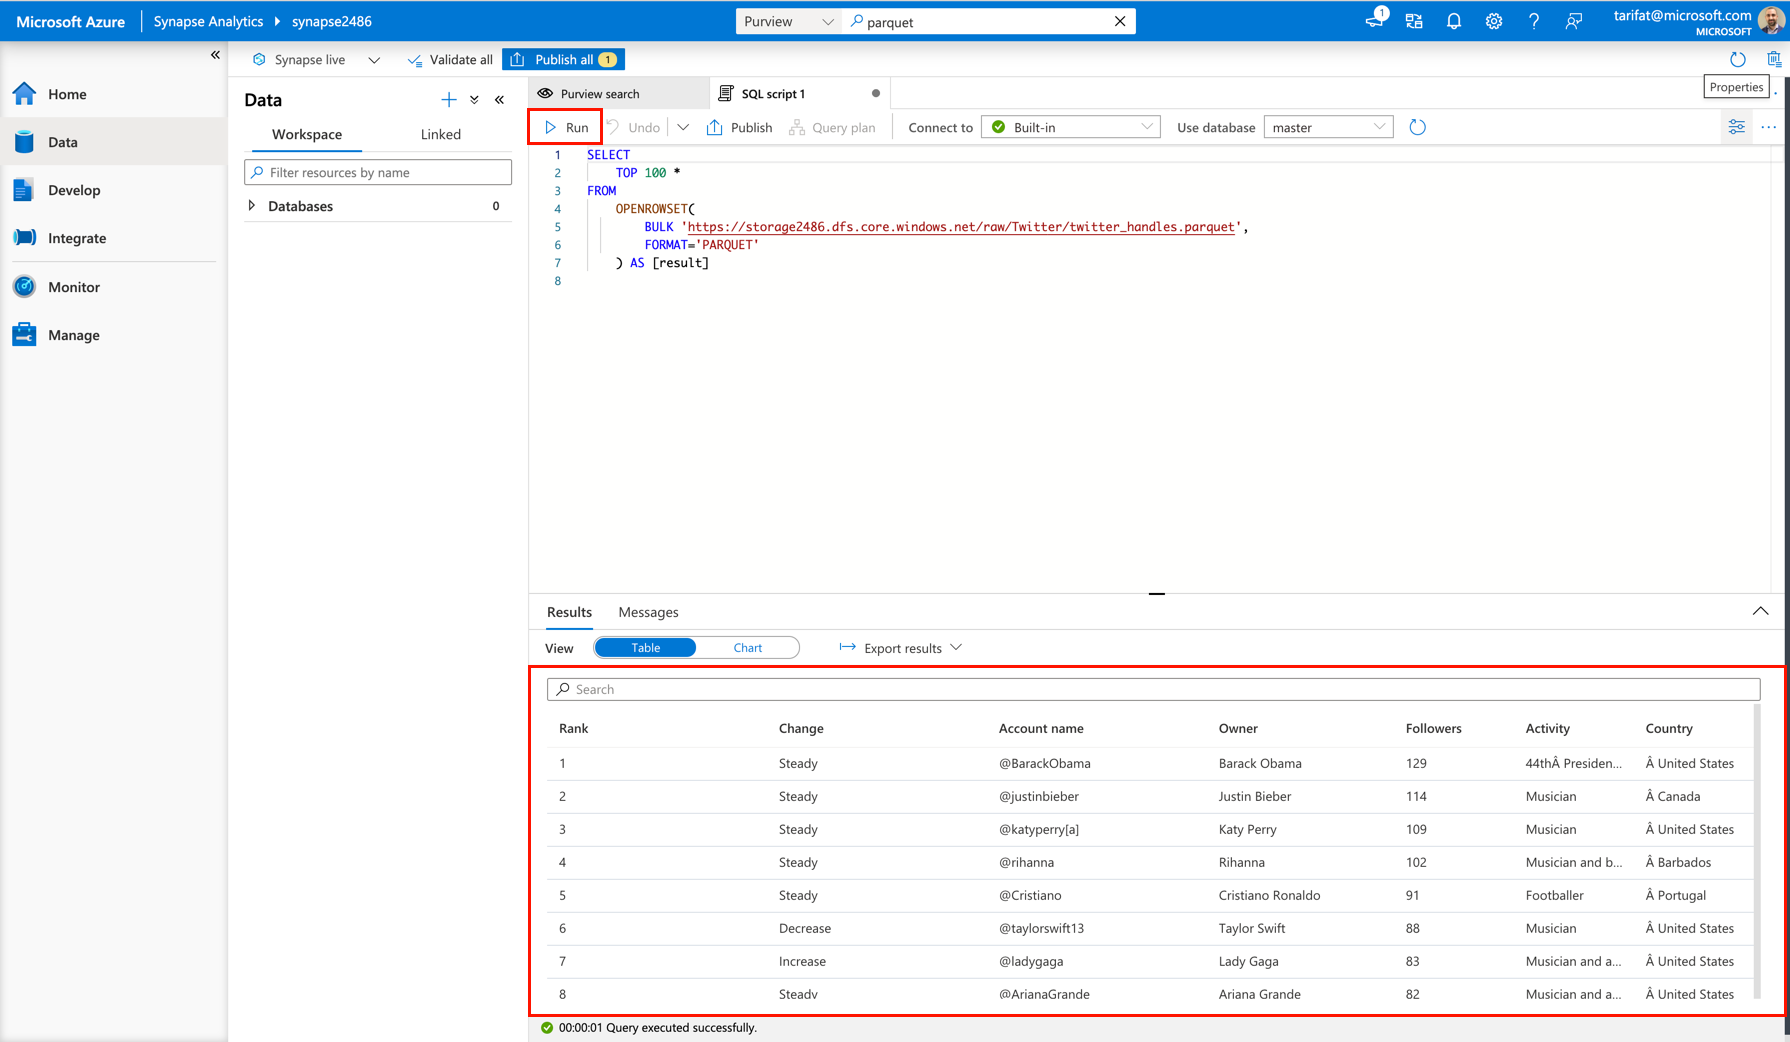 Microsoft Azure Synapse Analytics synapse2486 Purview parquet 1 tarifat@microsoft.com
MICROSOFT
Synapse live Validate all Publish all 1
Properties
Home
Data
Develop
Integrate
Monitor
Manage
Data
Workspace Linked
Filter resources by name
Databases 0
Purview search SQL script 1
Run Undo Publish Query plan Connect to Built-in Use database master
1 SELECT
2 TOP 100 *
3 FROM
4 OPENROWSET(
5 BULK 'https://storage2486.dfs.core.windows.net/raw/Twitter/twitter_handles.parquet',
6 FORMAT='PARQUET'
7 ) AS [result]
8
Results Messages
View Table Chart Export results
Search
Rank Change Account name Owner Followers Activity Country
1 Steady @BarackObama Barack Obama 129 44thÂ Presiden... Â United States
2 Steady @justinbieber Justin Bieber 114 Musician Â Canada
3 Steady @katyperry[a] Katy Perry 109 Musician Â United States
4 Steady @rihanna Rihanna 102 Musician and b... Â Barbados
5 Steady @Cristiano Cristiano Ronaldo 91 Footballer Â Portugal
6 Decrease @taylorswift13 Taylor Swift 88 Musician Â United States
7 Increase @ladygaga Lady Gaga 83 Musician and a... Â United States
8 Steady @ArianaGrande Ariana Grande 82 Musician and a... Â United States
00:00:01 Query executed successfully.